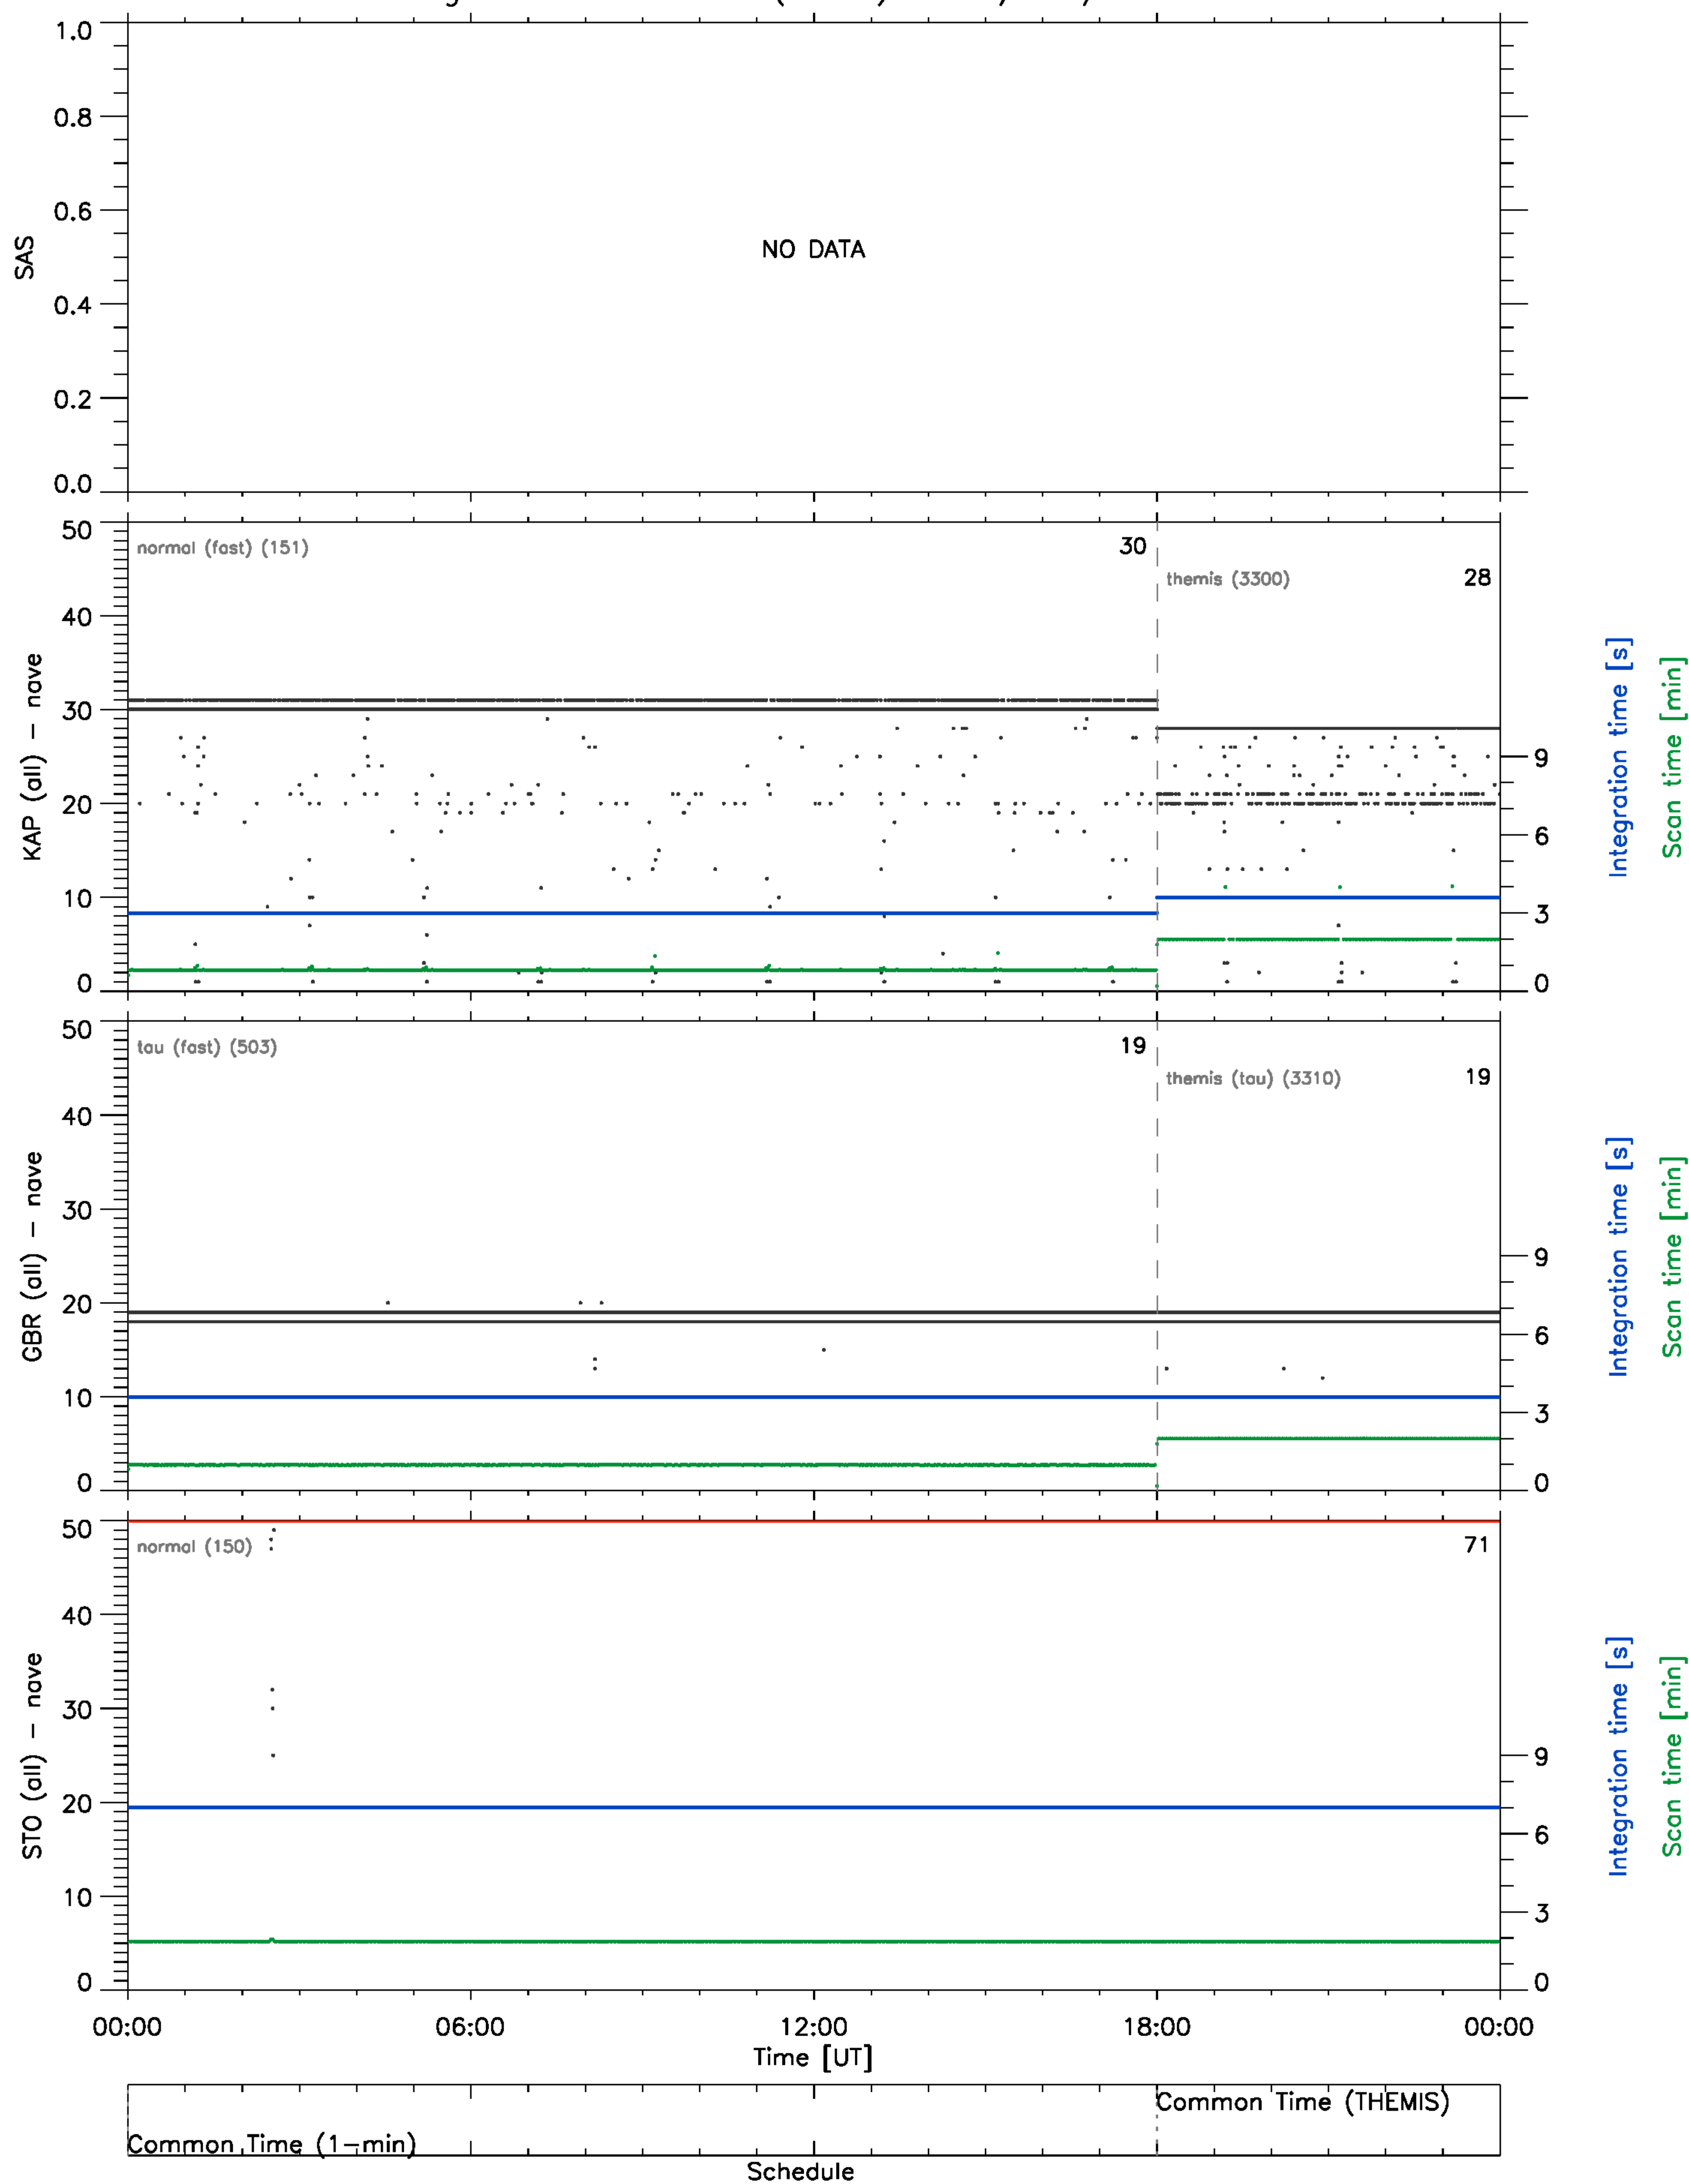 1.0
0.8
0.6
0.4
0.2
0.0
SAS
NO DATA
50
40
30
20
10
0
KAP (all) – nave
normal (fast) (151)
30
themis (3300)
28
9
6
3
0
Integration time [s]
Scan time [min]
50
40
30
20
10
0
GBR (all) – nave
tau (fast) (503)
19
themis (tau) (3310)
19
9
6
3
0
Integration time [s]
Scan time [min]
50
40
30
20
10
0
STO (all) – nave
normal (150)
71
9
6
3
0
Integration time [s]
Scan time [min]
00:00
06:00
12:00
18:00
00:00
Time [UT]
Common Time (THEMIS)
Common Time (1–min)
Schedule